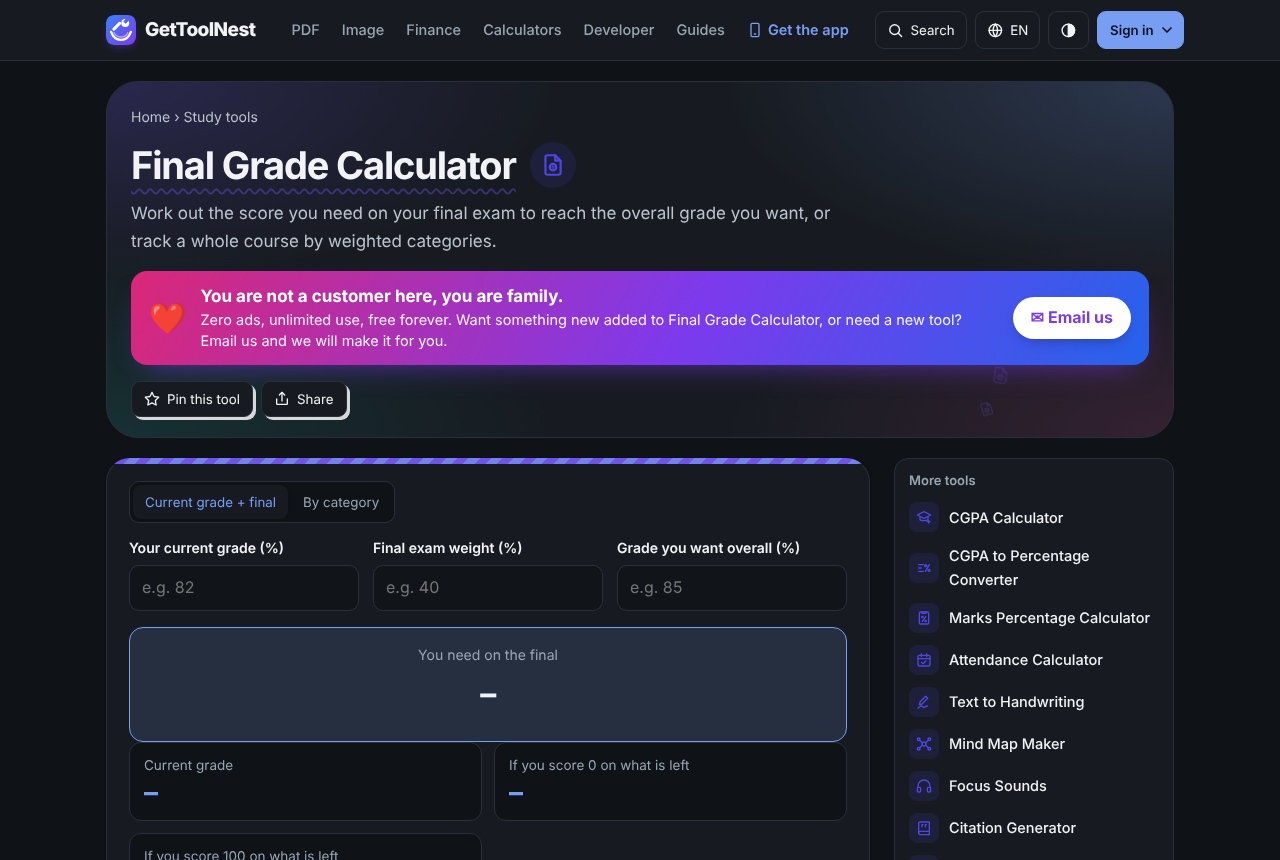 GetToolNest
PDF
Image
Finance
Calculators
Developer
Guides
Get the app
Search
EN
Sign in
Home › Study tools
Final Grade Calculator
Work out the score you need on your final exam to reach the overall grade you want, or
track a whole course by weighted categories.
You are not a customer here, you are family.
Zero ads, unlimited use, free forever. Want something new added to Final Grade Calculator, or need a new tool?
Email us and we will make it for you.
✉ Email us
Pin this tool
Share
Current grade + final
By category
Your current grade (%)
Final exam weight (%)
Grade you want overall (%)
e.g. 82
e.g. 40
e.g. 85
You need on the final
–
Current grade
–
If you score 0 on what is left
–
If you score 100 on what is left
More tools
CGPA Calculator
CGPA to Percentage
Converter
Marks Percentage Calculator
Attendance Calculator
Text to Handwriting
Mind Map Maker
Focus Sounds
Citation Generator